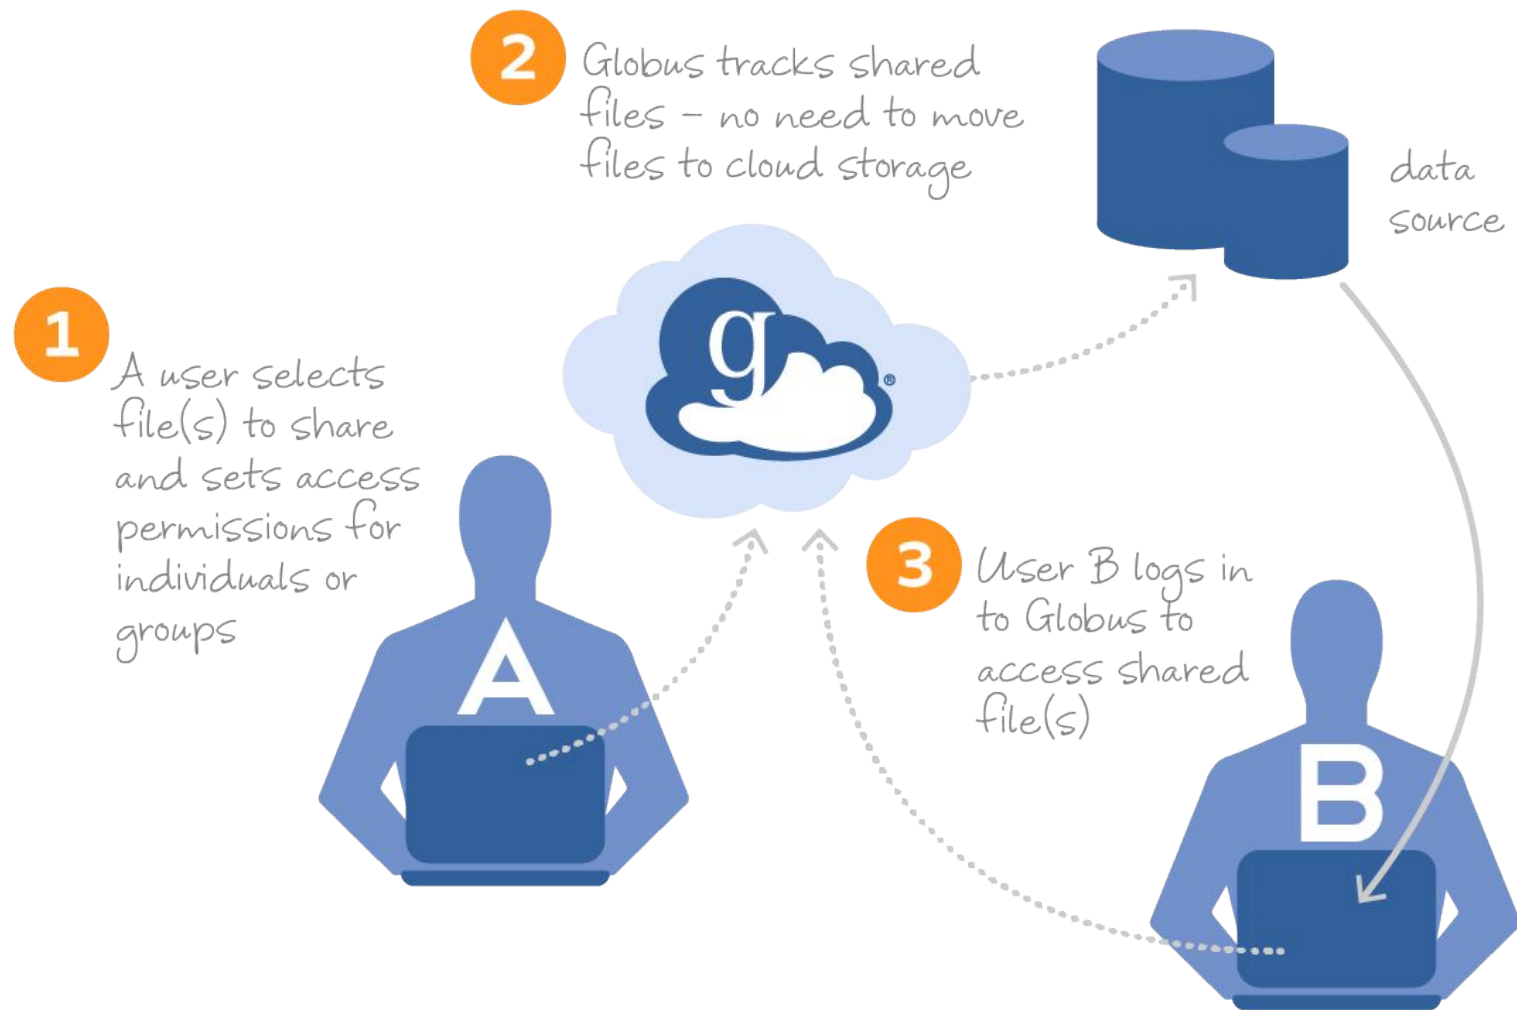 1
A user selects
file(s) to share
and sets access
permissions for
individuals or
groups
2
Globus tracks shared
files – no need to move
files to cloud storage
data
source
g
®
3
User B logs in
to Globus to
access shared
file(s)
A
B